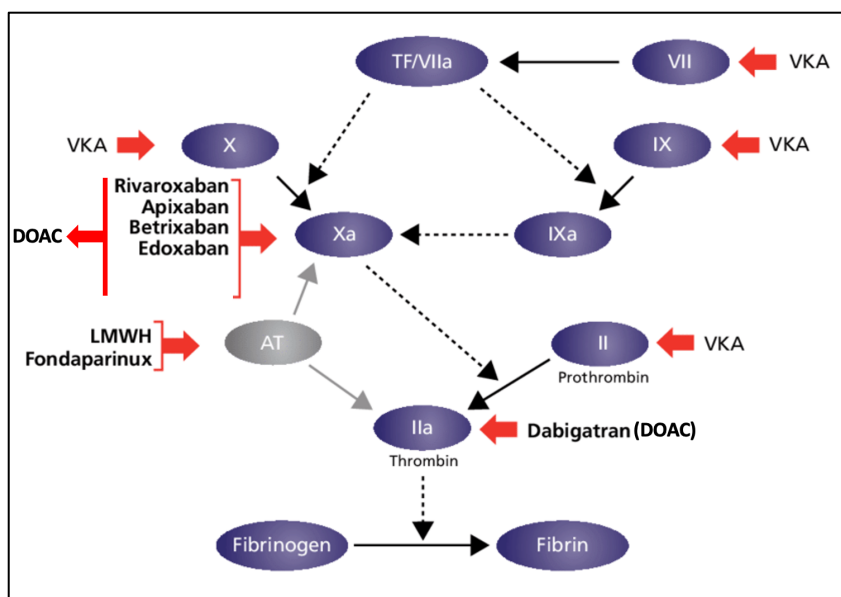 TF/VIIa
VII
VKA
VKA
X
IX
VKA
Rivaroxaban
Apixaban
Betrixaban
Edoxaban
DOAC
Xa
IXa
LMWH
Fondaparinux
AT
II
VKA
Prothrombin
IIa
Dabigatran (DOAC)
Thrombin
Fibrinogen
Fibrin